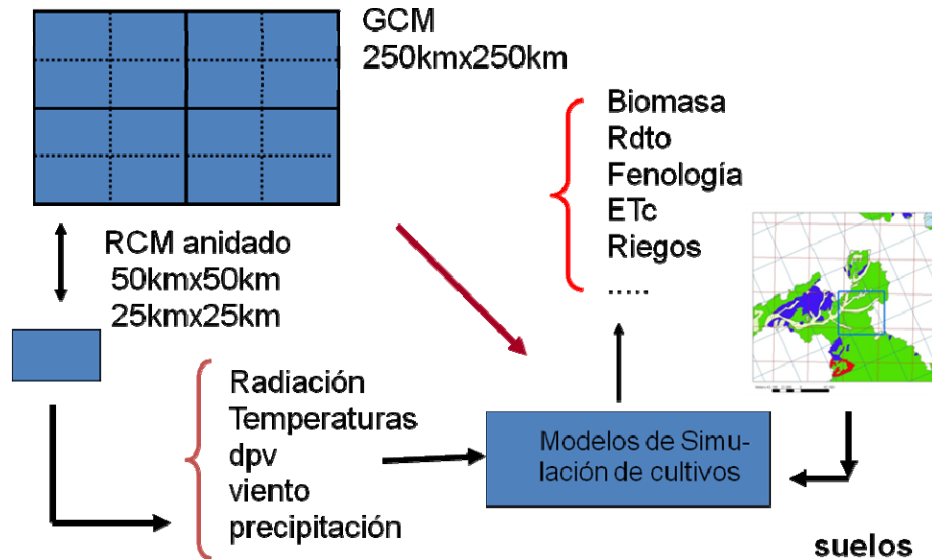 GCM
250kmx250km
Biomasa
Rdto
Fenología
ETc
Riegos
.....
RCM anidado
50kmx50km
25kmx25km
Radiación
Temperaturas
dpv
viento
precipitación
Modelos de Simu-
lación de cultivos
suelos